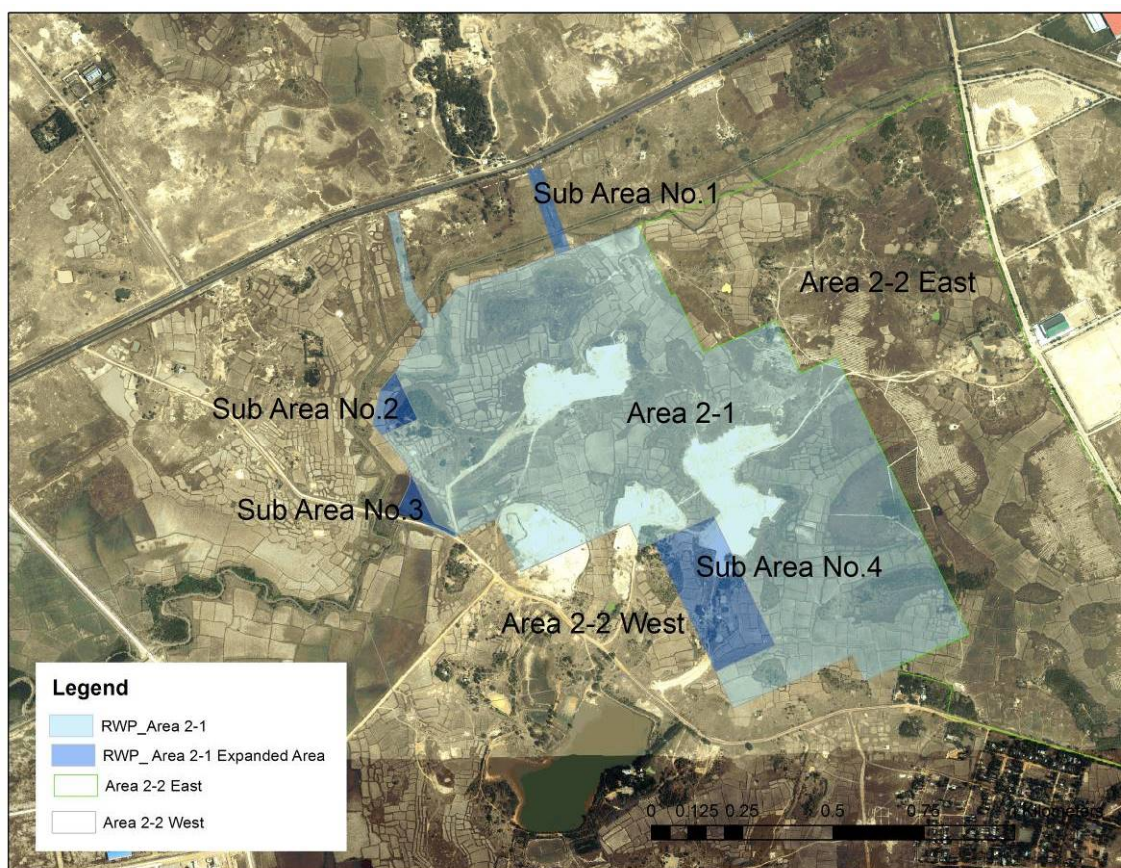 Sub Area No.1
Area 2-2 East
Sub Area No.2
Area 2-1
Sub Area No.3
Sub Area No.4
Area 2-2 West
Legend
RWP_Area 2-1
RWP_ Area 2-1 Expanded Area
Area 2-2 East
Area 2-2 West
0 0.125 0.25 0.5 0.75
Kilometers